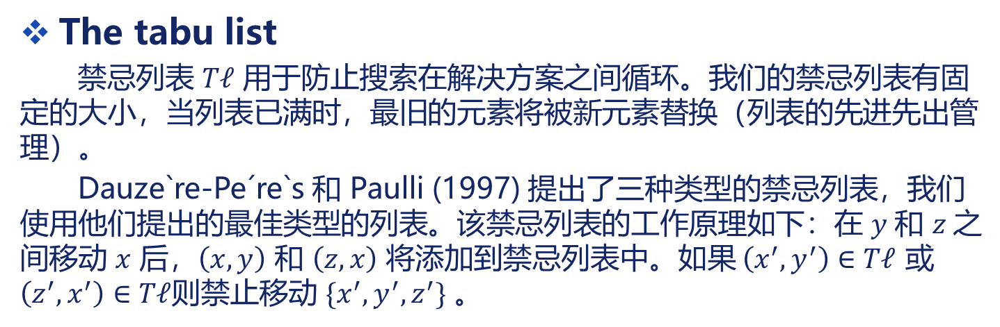 ❖ The tabu list
禁忌列表 𝑇ℓ 用于防止搜索在解决方案之间循环。我们的禁忌列表有固
定的大小，当列表已满时，最旧的元素将被新元素替换（列表的先进先出管
理）。
Dauze`re-Pe´re`s 和 Paulli (1997) 提出了三种类型的禁忌列表，我们
使用他们提出的最佳类型的列表。该禁忌列表的工作原理如下：在 𝑦 和 𝑧 之
间移动 𝑥 后，(𝑥, 𝑦) 和 (𝑧, 𝑥) 将添加到禁忌列表中。如果 (𝑥′, 𝑦′) ∈ 𝑇ℓ 或
(𝑧′, 𝑥′) ∈ 𝑇ℓ则禁止移动 {𝑥′, 𝑦′, 𝑧′} 。